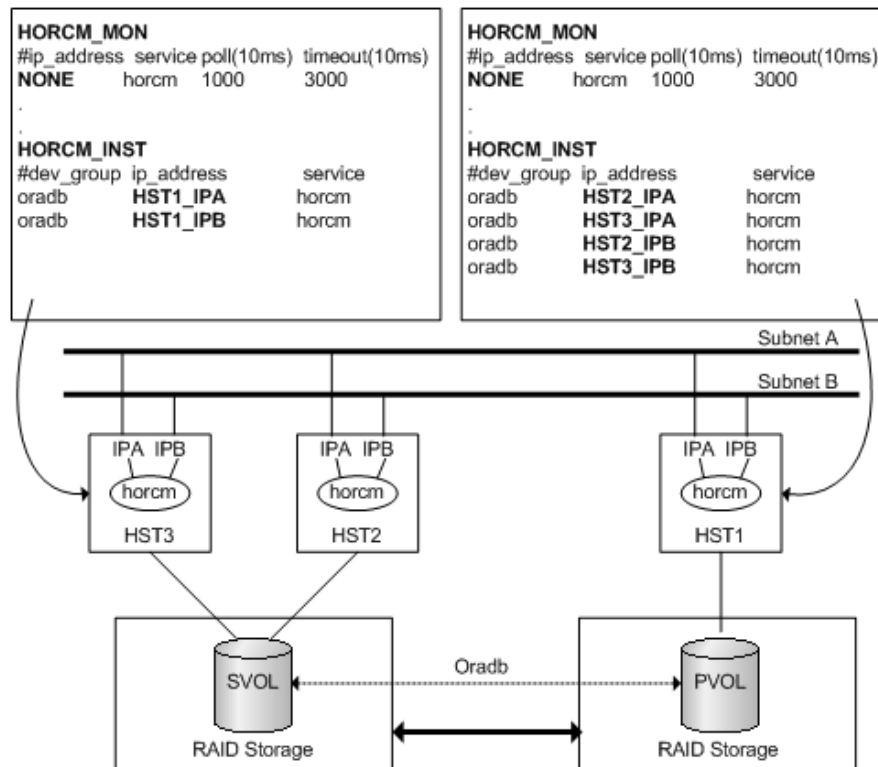 HORCM_MON
#ip_address service poll(10ms) timeout(10ms)
NONE horcm 1000 3000
.
.
HORCM_INST
#dev_group ip_address service
oradb HST1_IPA horcm
oradb HST1_IPB horcm
HORCM_MON
#ip_address service poll(10ms) timeout(10ms)
NONE horcm 1000 3000
.
.
HORCM_INST
#dev_group ip_address service
oradb HST2_IPA horcm
oradb HST3_IPA horcm
oradb HST2_IPB horcm
oradb HST3_IPB horcm
Subnet A
Subnet B
IPA IPB
horcm
HST3
IPA IPB
horcm
HST2
IPA IPB
horcm
HST1
SVOL
Oradb
PVOL
RAID Storage
RAID Storage